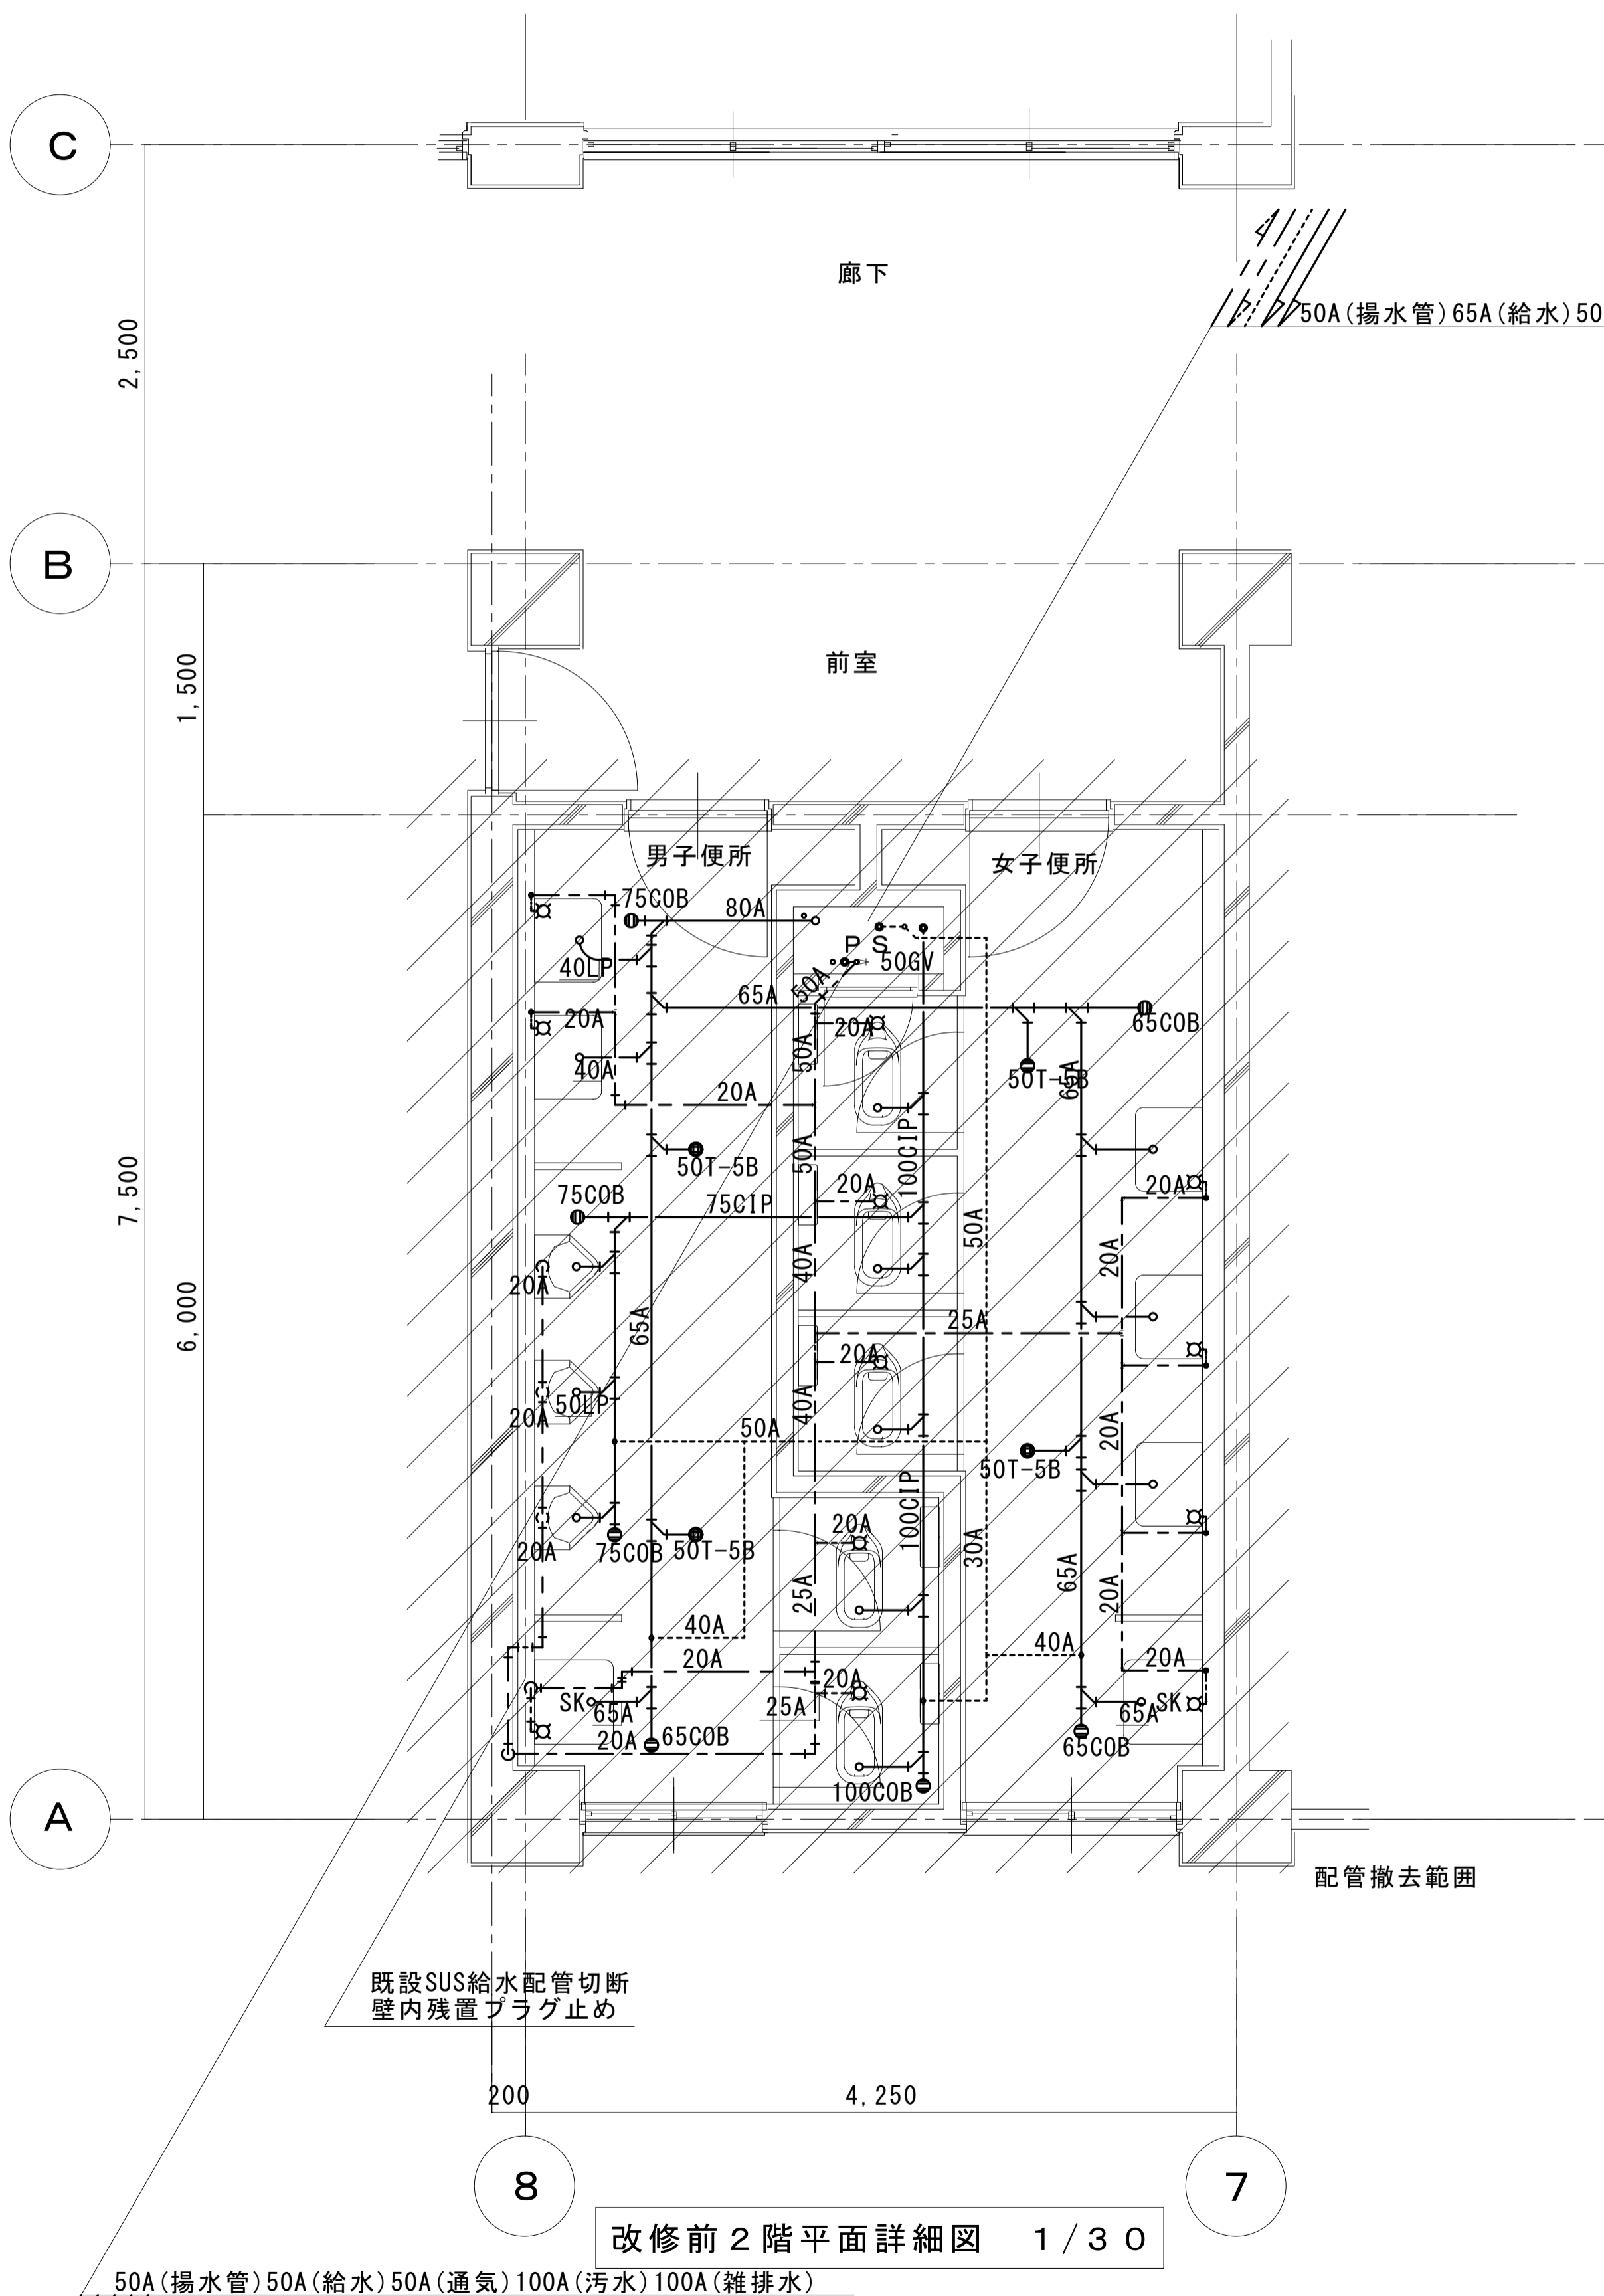 C
廊下
50A(揚水管)65A(給水)50
2,500
B
前室
1,500
男子便所
女子便所
75COB
80A
PS
50GV
40LP
50A
65A
65COB
20A
20A
50A
40A
50T-5B
65A
20A
100CIP
50A
50T-5B
75COB
75CIP
20A
20A
7,500
50A
40A
20A
20A
6,000
65A
25A
20A
50LP
20A
40A
20A
50A
50T-5B
100CIP
20A
75COB
50T-5B
20A
30A
25A
65A
20A
40A
40A
20A
20A
20A
SK
65A
25A
65A
SK
20A
65COB
65COB
100COB
A
配管撤去範囲
既設SUS給水配管切断
壁内残置プラグ止め
200
4,250
8
7
改修前2階平面詳細図 1/30
50A(揚水管)50A(給水)50A(通気)100A(汚水)100A(雑排水)